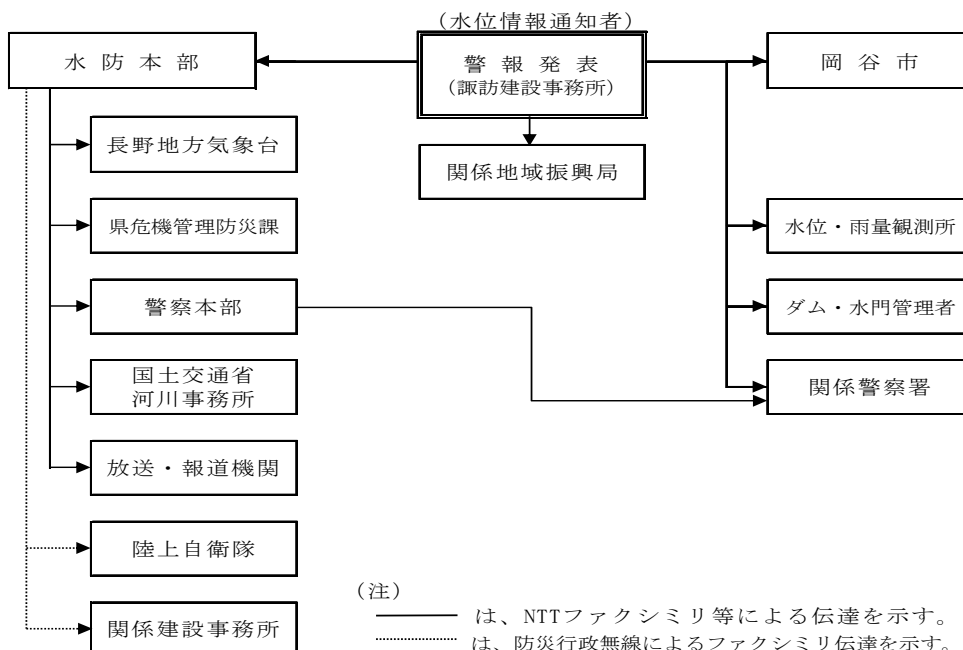 （水位情報通知者）
水防本部
警報発表
（諏訪建設事務所）
岡谷市
長野地方気象台
関係地域振興局
県危機管理防災課
水位・雨量観測所
警察本部
ダム・水門管理者
国土交通省
河川事務所
関係警察署
放送・報道機関
陸上自衛隊
関係建設事務所
（注）
は、NTTファクシミリ等による伝達を示す。
は、防災行政無線によるファクシミリ伝達を示す。